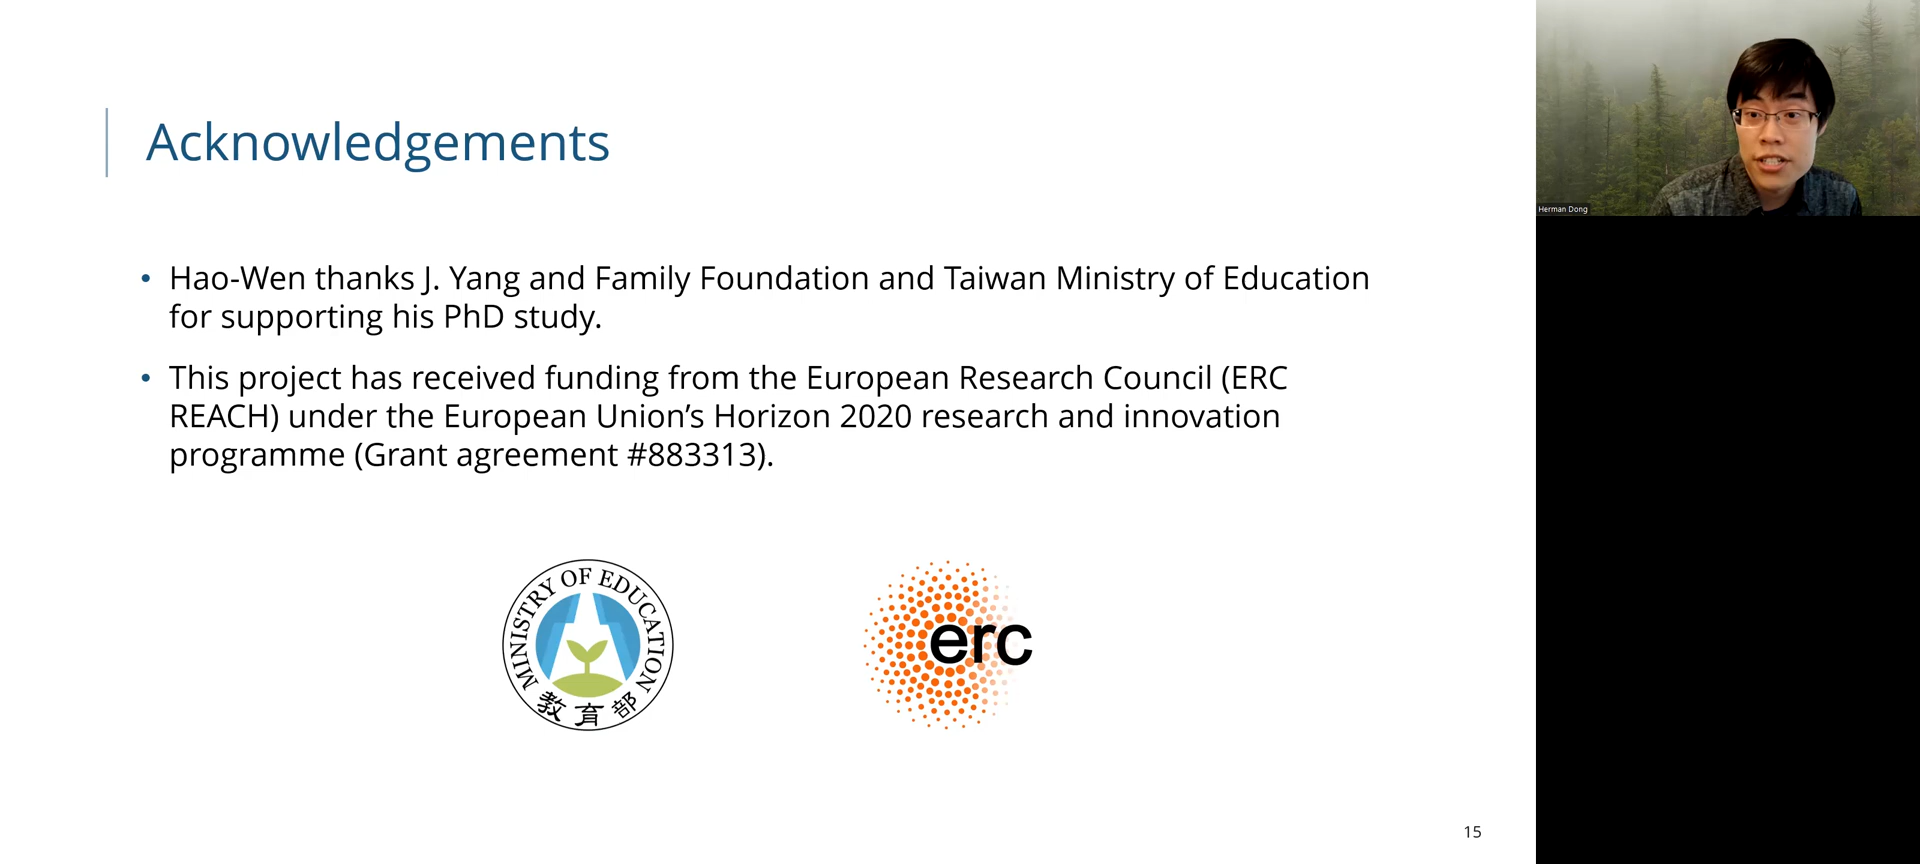 Acknowledgements
• Hao-Wen thanks J. Yang and Family Foundation and Taiwan Ministry of Education
for supporting his PhD study.
• This project has received funding from the European Research Council (ERC
REACH) under the European Union’s Horizon 2020 research and innovation
programme (Grant agreement #883313).
MINISTRY OF EDUCATION
教育部
erc
15
Herman Dong